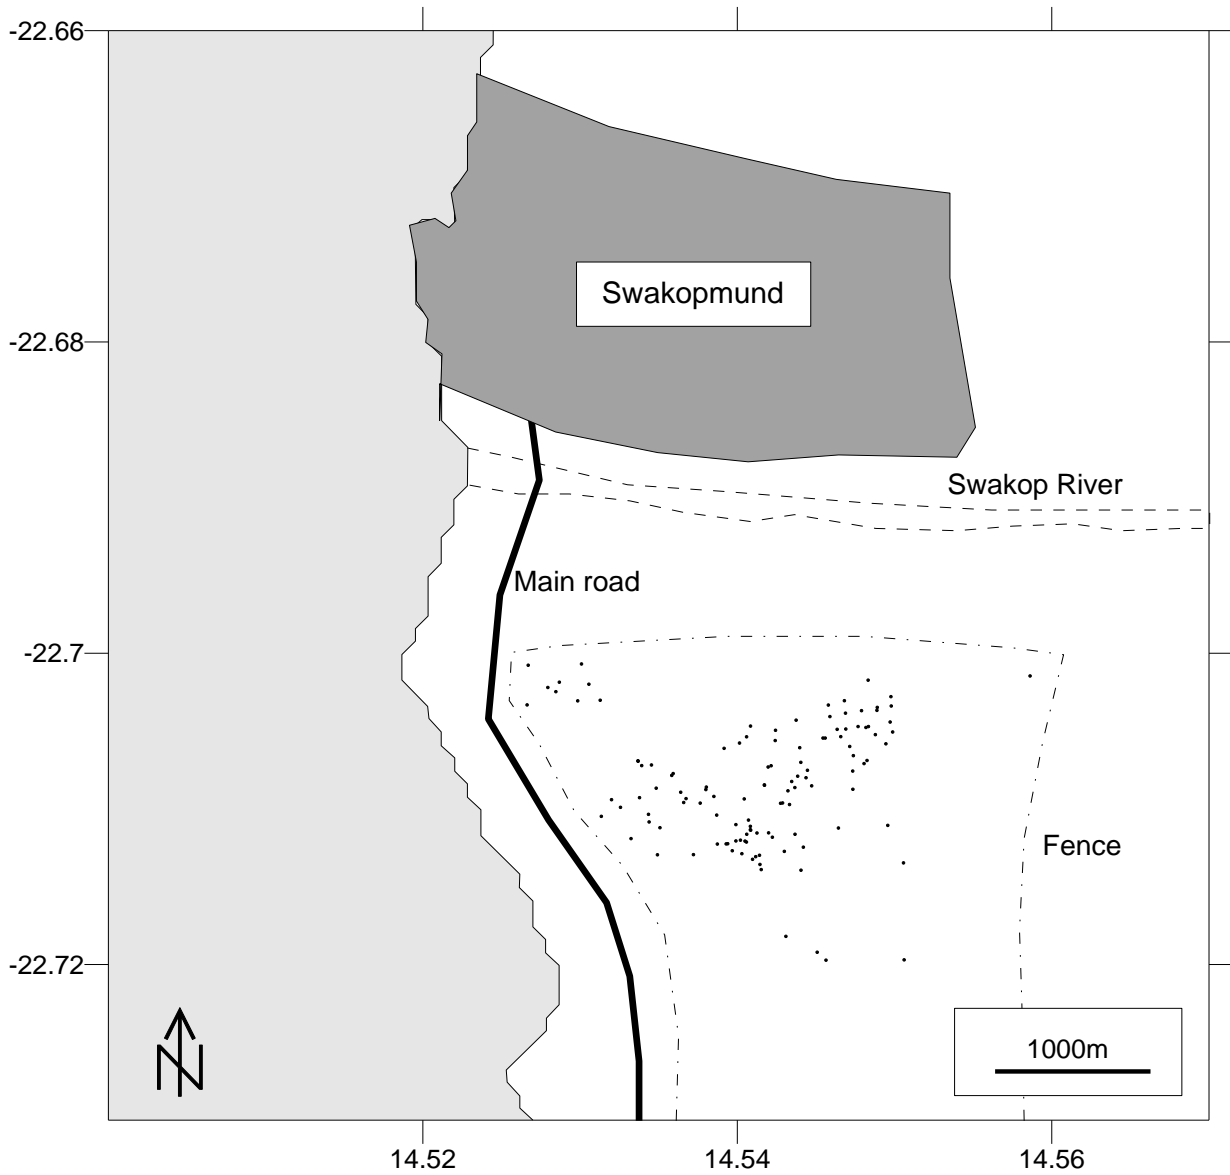 -22.66
Swakopmund
-22.68
Swakop River
Main road
-22.7
Fence
-22.72
N
1000m
14.52
14.54
14.56